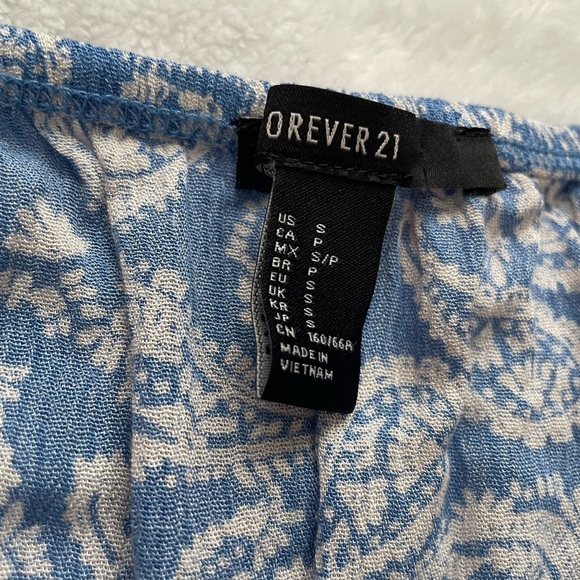 OREVER 21
US S
CA P
MX S/P
BR P
EU S
UK S
KR S
JP S
CN 160/66A
MADE IN
VIETNAM